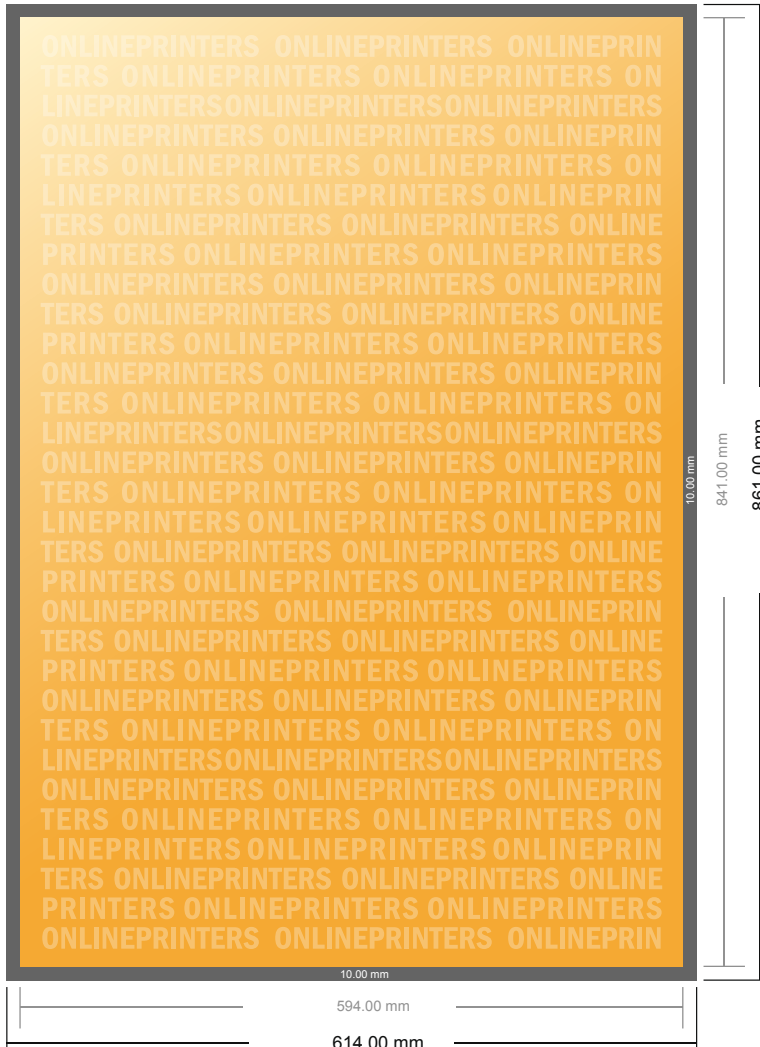 ONLINEPRINTERS ONLINEPRINTERS ONLINEPRIN
TERS ONLINEPRINTERS ONLINEPRINTERS ON
LINEPRINTERSONLINEPRINTERSONLINEPRINTERS
ONLINEPRINTERS ONLINEPRINTERS ONLINEPRIN
TERS ONLINEPRINTERS ONLINEPRINTERS ON
LINEPRINTERS ONLINEPRINTERS ONLINEPRIN
TERS ONLINEPRINTERS ONLINEPRINTERS ONLINE
PRINTERS ONLINEPRINTERS ONLINEPRINTERS
ONLINEPRINTERS ONLINEPRINTERS ONLINEPRIN
TERS ONLINEPRINTERS ONLINEPRINTERS ONLINE
PRINTERS ONLINEPRINTERS ONLINEPRINTERS
ONLINEPRINTERS ONLINEPRINTERS ONLINEPRIN
TERS ONLINEPRINTERS ONLINEPRINTERS ON
LINEPRINTERSONLINEPRINTERSONLINEPRINTERS
ONLINEPRINTERS ONLINEPRINTERS ONLINEPRIN
TERS ONLINEPRINTERS ONLINEPRINTERS ON
LINEPRINTERS ONLINEPRINTERS ONLINEPRIN
TERS ONLINEPRINTERS ONLINEPRINTERS ONLINE
PRINTERS ONLINEPRINTERS ONLINEPRINTERS
ONLINEPRINTERS ONLINEPRINTERS ONLINEPRIN
TERS ONLINEPRINTERS ONLINEPRINTERS ONLINE
PRINTERS ONLINEPRINTERS ONLINEPRINTERS
ONLINEPRINTERS ONLINEPRINTERS ONLINEPRIN
TERS ONLINEPRINTERS ONLINEPRINTERS ON
LINEPRINTERSONLINEPRINTERSONLINEPRINTERS
ONLINEPRINTERS ONLINEPRINTERS ONLINEPRIN
TERS ONLINEPRINTERS ONLINEPRINTERS ON
LINEPRINTERS ONLINEPRINTERS ONLINEPRIN
TERS ONLINEPRINTERS ONLINEPRINTERS ONLINE
PRINTERS ONLINEPRINTERS ONLINEPRINTERS
ONLINEPRINTERS ONLINEPRINTERS ONLINEPRIN
10.00 mm
841.00 mm
861.00 mm
10.00 mm
594.00 mm
614.00 mm